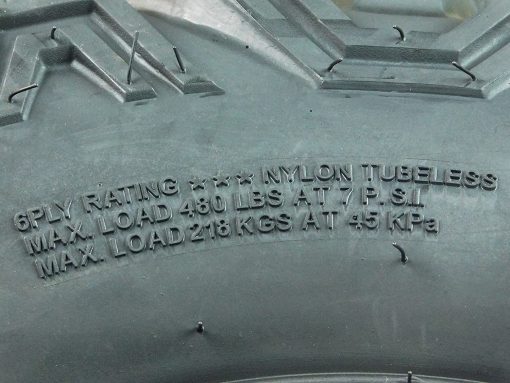 6PLY RATING ★★★ NYLON TUBELESS
MAX. LOAD 480 LBS AT 7 P.S.I.
MAX. LOAD 218 KGS AT 45 KPa